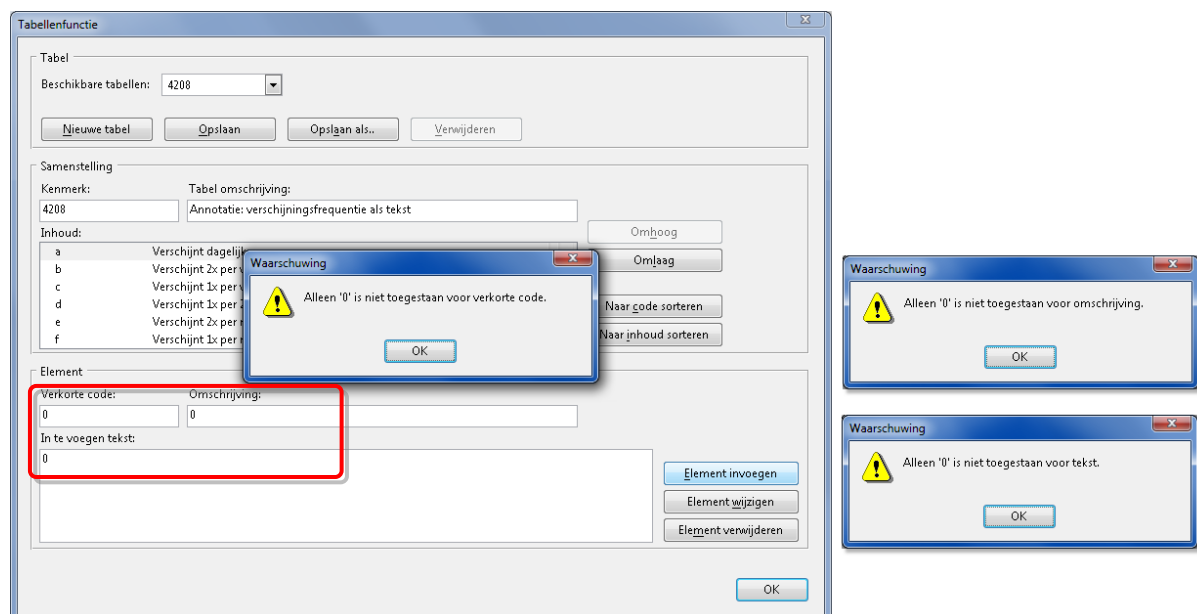 Tabellenfunctie
Tabel
Beschikbare tabellen: 4208
Nieuwe tabel Opslaan Opslaan als.. Verwijderen
Samenstelling
Kenmerk: Tabel omschrijving:
4208 Annotatie: verschijningsfrequentie als tekst
Inhoud:
Omhoog
Omlaag
Naar code sorteren
Naar inhoud sorteren
a Verschijnt
b Verschijnt 2x per
c Verschijnt 1x per
d Verschijnt 1x per
e Verschijnt 2x per
f Verschijnt 1x per
Waarschuwing
Alleen '0' is niet toegestaan voor verkorte code.
OK
Element
Verkorte code: Omschrijving:
0 0
In te voegen tekst:
0
Element invoegen
Element wijzigen
Element verwijderen
OK
Waarschuwing
Alleen '0' is niet toegestaan voor omschrijving.
OK
Waarschuwing
Alleen '0' is niet toegestaan voor tekst.
OK